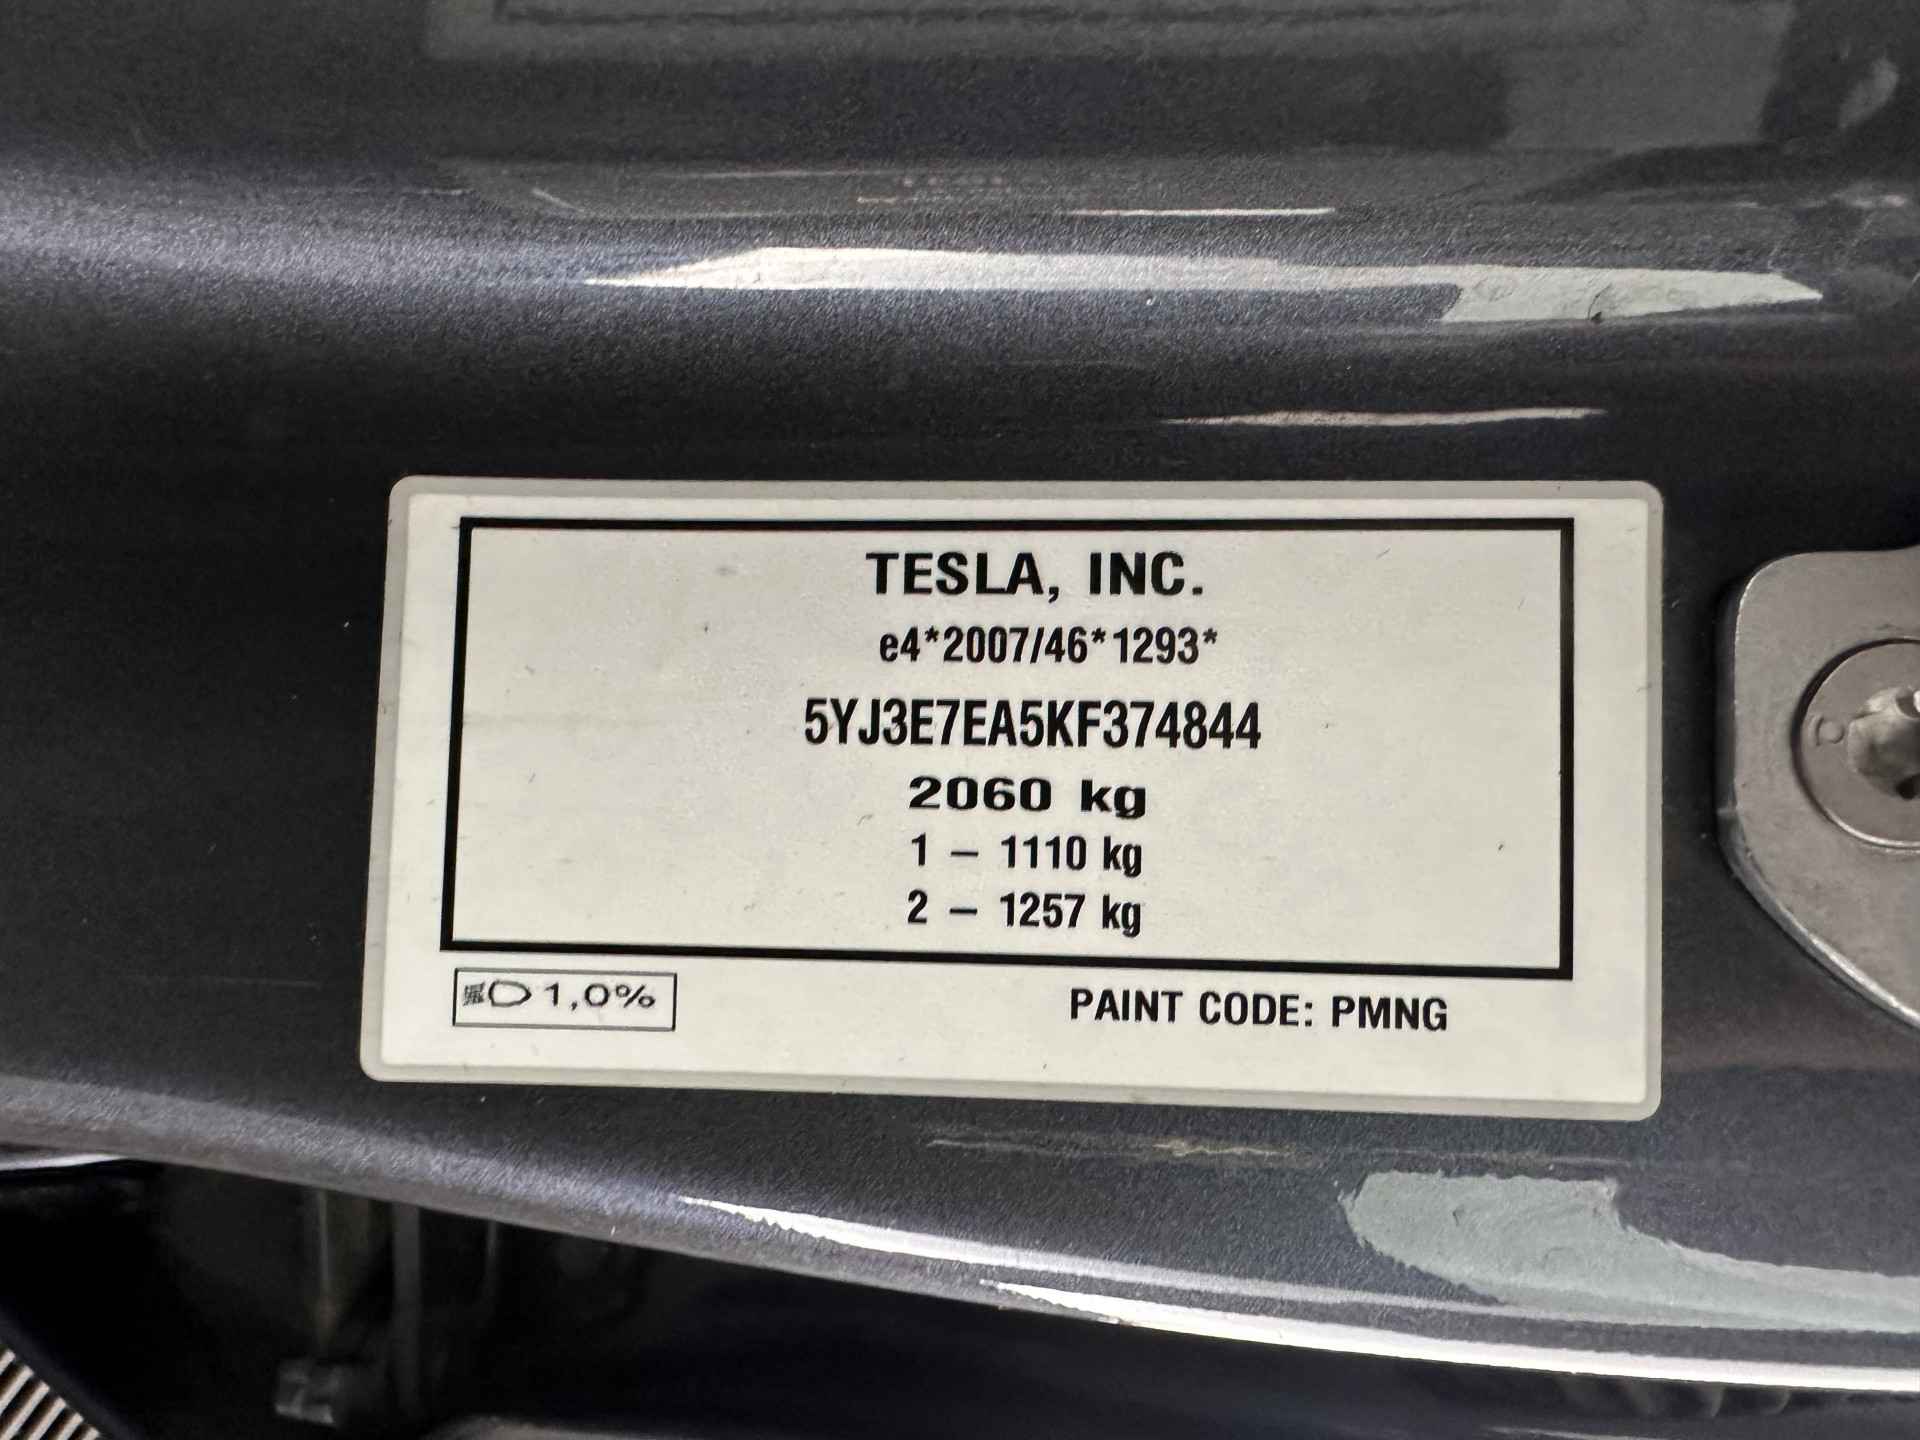 TESLA, INC.
e4*2007/46*1293*
5YJ3E7EA5KF374844
2060 kg
1 – 1110 kg
2 – 1257 kg
1,0%
PAINT CODE: PMNG